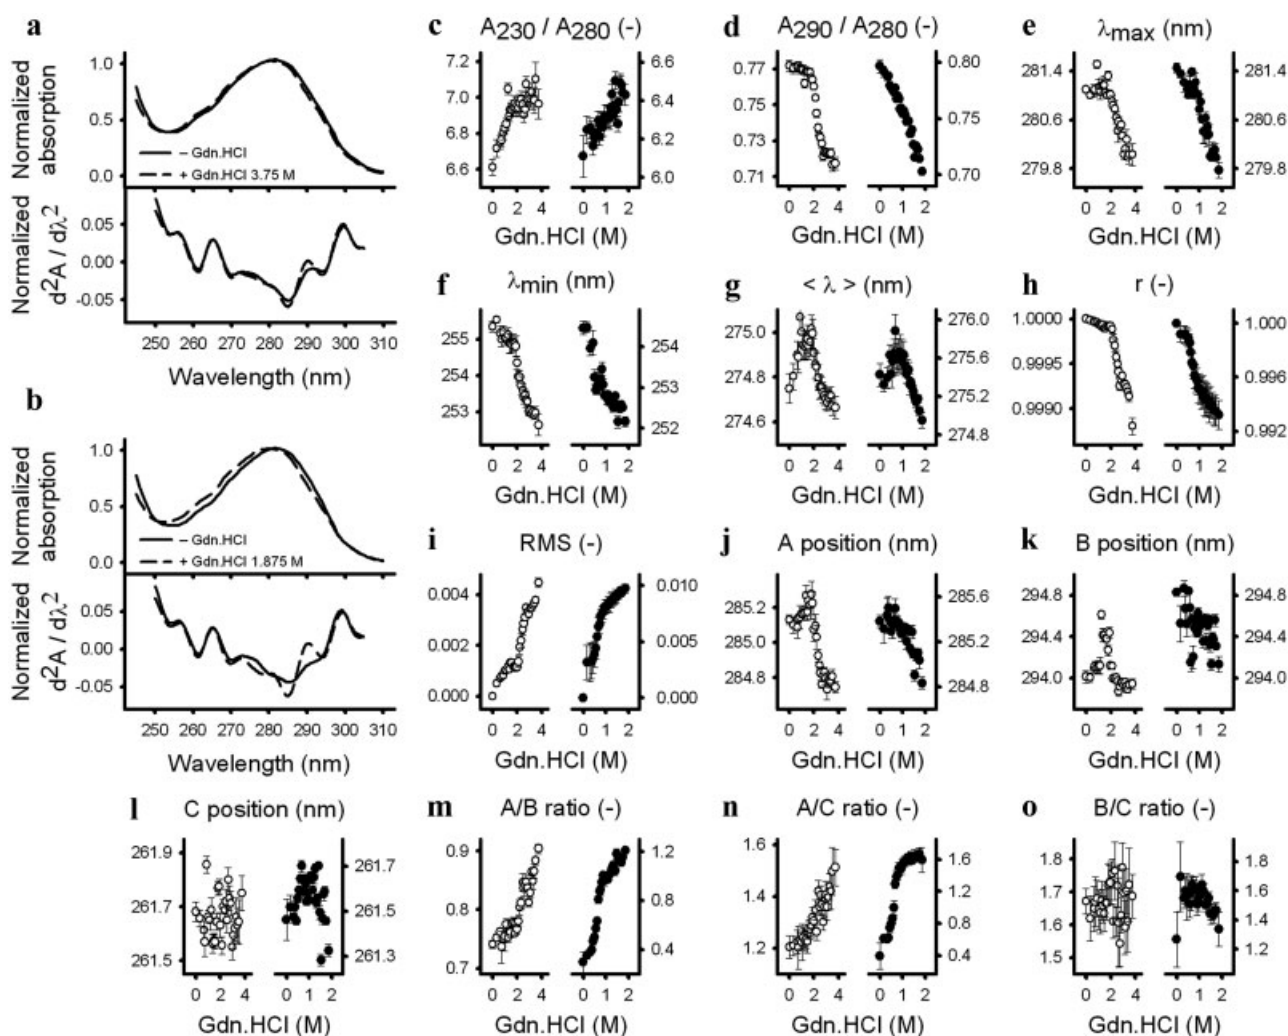 a
Normalized absorption
1.0
0.5
0.0
– Gdn.HCl
+ Gdn.HCl 3.75 M
Normalized d²A / dλ²
0.05
0.00
-0.05
250 260 270 280 290 300 310
Wavelength (nm)
b
Normalized absorption
1.0
0.5
0.0
– Gdn.HCl
+ Gdn.HCl 1.875 M
Normalized d²A / dλ²
0.05
0.00
-0.05
250 260 270 280 290 300 310
Wavelength (nm)
c A₂₃₀ / A₂₈₀ (-)
7.2 6.6
7.0 6.4
6.8 6.2
6.6 6.0
0 2 4 0 1 2
Gdn.HCl (M)
d A₂₉₀ / A₂₈₀ (-)
0.77 0.80
0.75 0.75
0.73
0.71 0.70
0 2 4 0 1 2
Gdn.HCl (M)
e λmax (nm)
281.4 281.4
280.6 280.6
279.8 279.8
0 2 4 0 1 2
Gdn.HCl (M)
f λmin (nm)
255 254
254 253
253 252
0 2 4 0 1 2
Gdn.HCl (M)
g < λ > (nm)
276.0
275.0 275.6
274.8 275.2
274.6 274.8
0 2 4 0 1 2
Gdn.HCl (M)
h r (-)
1.0000 1.000
0.9995 0.996
0.9990 0.992
0 2 4 0 1 2
Gdn.HCl (M)
i RMS (-)
0.004 0.010
0.002 0.005
0.000 0.000
0 2 4 0 1 2
Gdn.HCl (M)
j A position (nm)
285.2 285.6
285.0 285.2
284.8 284.8
0 2 4 0 1 2
Gdn.HCl (M)
k B position (nm)
294.8 294.8
294.4 294.4
294.0 294.0
0 2 4 0 1 2
Gdn.HCl (M)
l C position (nm)
261.9 261.7
261.7 261.5
261.5 261.3
0 2 4 0 1 2
Gdn.HCl (M)
m A/B ratio (-)
0.9 1.2
0.8 0.8
0.7 0.4
0 2 4 0 1 2
Gdn.HCl (M)
n A/C ratio (-)
1.6 1.6
1.4 1.2
0.8
1.2 0.4
0 2 4 0 1 2
Gdn.HCl (M)
o B/C ratio (-)
1.8 1.8
1.7 1.6
1.6 1.4
1.5 1.2
0 2 4 0 1 2
Gdn.HCl (M)